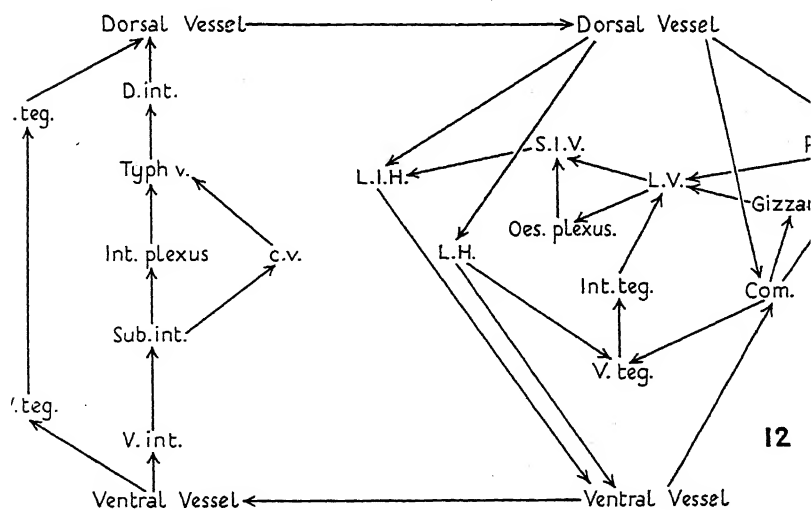 Dorsal Vessel
Dorsal Vessel
D.int.
.teg.
S.I.V.
P
Typh v.
L.I.H.
L.V.
Gizzar
Oes. plexus.
Int. plexus
c.v.
L.H.
Int.teg.
Com.
Sub.int.
V. teg.
.teg.
V. int.
12
Ventral Vessel
Ventral Vessel